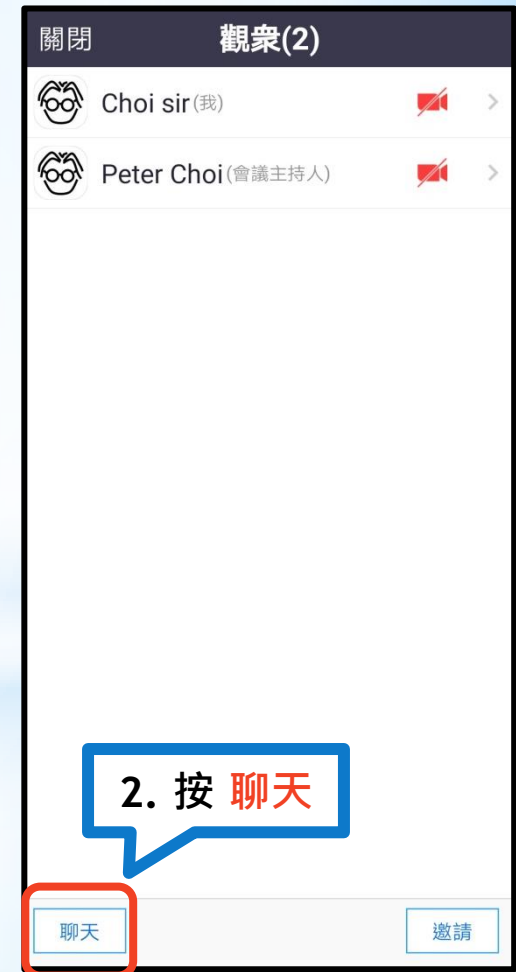 關閉 觀衆(2)
Choi sir(我)
Peter Choi(會議主持人)
2. 按 聊天
聊天 邀請